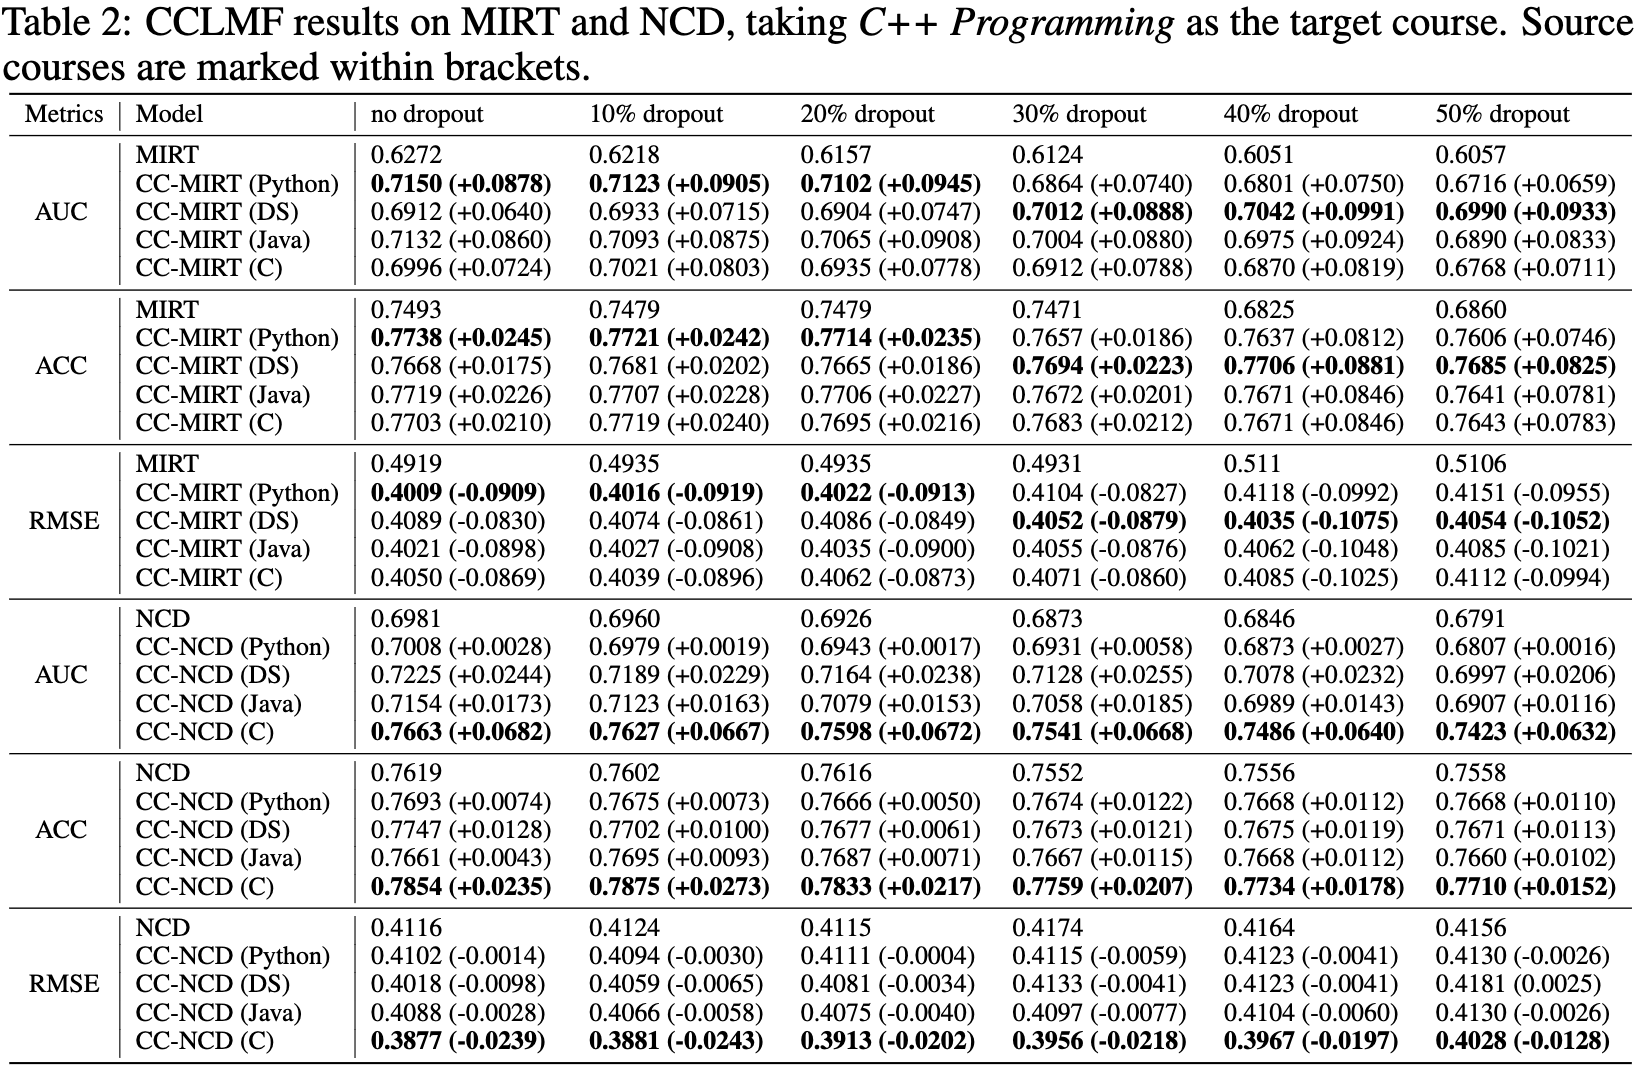 Table 2: CCLMF results on MIRT and NCD, taking C++ Programming as the target course. Source
courses are marked within brackets.
Metrics Model no dropout 10% dropout 20% dropout 30% dropout 40% dropout 50% dropout
MIRT 0.6272 0.6218 0.6157 0.6124 0.6051 0.6057
CC-MIRT (Python) 0.7150 (+0.0878) 0.7123 (+0.0905) 0.7102 (+0.0945) 0.6864 (+0.0740) 0.6801 (+0.0750) 0.6716 (+0.0659)
AUC CC-MIRT (DS) 0.6912 (+0.0640) 0.6933 (+0.0715) 0.6904 (+0.0747) 0.7012 (+0.0888) 0.7042 (+0.0991) 0.6990 (+0.0933)
CC-MIRT (Java) 0.7132 (+0.0860) 0.7093 (+0.0875) 0.7065 (+0.0908) 0.7004 (+0.0880) 0.6975 (+0.0924) 0.6890 (+0.0833)
CC-MIRT (C) 0.6996 (+0.0724) 0.7021 (+0.0803) 0.6935 (+0.0778) 0.6912 (+0.0788) 0.6870 (+0.0819) 0.6768 (+0.0711)
MIRT 0.7493 0.7479 0.7479 0.7471 0.6825 0.6860
CC-MIRT (Python) 0.7738 (+0.0245) 0.7721 (+0.0242) 0.7714 (+0.0235) 0.7657 (+0.0186) 0.7637 (+0.0812) 0.7606 (+0.0746)
ACC CC-MIRT (DS) 0.7668 (+0.0175) 0.7681 (+0.0202) 0.7665 (+0.0186) 0.7694 (+0.0223) 0.7706 (+0.0881) 0.7685 (+0.0825)
CC-MIRT (Java) 0.7719 (+0.0226) 0.7707 (+0.0228) 0.7706 (+0.0227) 0.7672 (+0.0201) 0.7671 (+0.0846) 0.7641 (+0.0781)
CC-MIRT (C) 0.7703 (+0.0210) 0.7719 (+0.0240) 0.7695 (+0.0216) 0.7683 (+0.0212) 0.7671 (+0.0846) 0.7643 (+0.0783)
MIRT 0.4919 0.4935 0.4935 0.4931 0.511 0.5106
CC-MIRT (Python) 0.4009 (-0.0909) 0.4016 (-0.0919) 0.4022 (-0.0913) 0.4104 (-0.0827) 0.4118 (-0.0992) 0.4151 (-0.0955)
RMSE CC-MIRT (DS) 0.4089 (-0.0830) 0.4074 (-0.0861) 0.4086 (-0.0849) 0.4052 (-0.0879) 0.4035 (-0.1075) 0.4054 (-0.1052)
CC-MIRT (Java) 0.4021 (-0.0898) 0.4027 (-0.0908) 0.4035 (-0.0900) 0.4055 (-0.0876) 0.4062 (-0.1048) 0.4085 (-0.1021)
CC-MIRT (C) 0.4050 (-0.0869) 0.4039 (-0.0896) 0.4062 (-0.0873) 0.4071 (-0.0860) 0.4085 (-0.1025) 0.4112 (-0.0994)
NCD 0.6981 0.6960 0.6926 0.6873 0.6846 0.6791
CC-NCD (Python) 0.7008 (+0.0028) 0.6979 (+0.0019) 0.6943 (+0.0017) 0.6931 (+0.0058) 0.6873 (+0.0027) 0.6807 (+0.0016)
AUC CC-NCD (DS) 0.7225 (+0.0244) 0.7189 (+0.0229) 0.7164 (+0.0238) 0.7128 (+0.0255) 0.7078 (+0.0232) 0.6997 (+0.0206)
CC-NCD (Java) 0.7154 (+0.0173) 0.7123 (+0.0163) 0.7079 (+0.0153) 0.7058 (+0.0185) 0.6989 (+0.0143) 0.6907 (+0.0116)
CC-NCD (C) 0.7663 (+0.0682) 0.7627 (+0.0667) 0.7598 (+0.0672) 0.7541 (+0.0668) 0.7486 (+0.0640) 0.7423 (+0.0632)
NCD 0.7619 0.7602 0.7616 0.7552 0.7556 0.7558
CC-NCD (Python) 0.7693 (+0.0074) 0.7675 (+0.0073) 0.7666 (+0.0050) 0.7674 (+0.0122) 0.7668 (+0.0112) 0.7668 (+0.0110)
ACC CC-NCD (DS) 0.7747 (+0.0128) 0.7702 (+0.0100) 0.7677 (+0.0061) 0.7673 (+0.0121) 0.7675 (+0.0119) 0.7671 (+0.0113)
CC-NCD (Java) 0.7661 (+0.0043) 0.7695 (+0.0093) 0.7687 (+0.0071) 0.7667 (+0.0115) 0.7668 (+0.0112) 0.7660 (+0.0102)
CC-NCD (C) 0.7854 (+0.0235) 0.7875 (+0.0273) 0.7833 (+0.0217) 0.7759 (+0.0207) 0.7734 (+0.0178) 0.7710 (+0.0152)
NCD 0.4116 0.4124 0.4115 0.4174 0.4164 0.4156
CC-NCD (Python) 0.4102 (-0.0014) 0.4094 (-0.0030) 0.4111 (-0.0004) 0.4115 (-0.0059) 0.4123 (-0.0041) 0.4130 (-0.0026)
RMSE CC-NCD (DS) 0.4018 (-0.0098) 0.4059 (-0.0065) 0.4081 (-0.0034) 0.4133 (-0.0041) 0.4123 (-0.0041) 0.4181 (0.0025)
CC-NCD (Java) 0.4088 (-0.0028) 0.4066 (-0.0058) 0.4075 (-0.0040) 0.4097 (-0.0077) 0.4104 (-0.0060) 0.4130 (-0.0026)
CC-NCD (C) 0.3877 (-0.0239) 0.3881 (-0.0243) 0.3913 (-0.0202) 0.3956 (-0.0218) 0.3967 (-0.0197) 0.4028 (-0.0128)